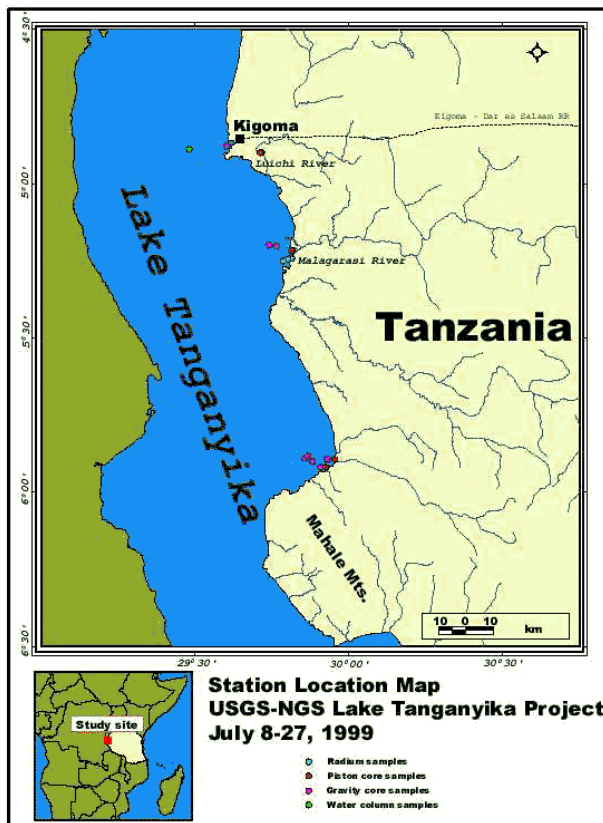 4°30'
Kigoma - Dar es Salaam RR
Kigoma
Luichi River
5°00'
Lake Tanganyika
Malagarasi River
Tanzania
5°30'
6°00'
Mahale Mts.
10 0 10
km
6°30'
29°30' 30°00' 30°30'
Study site
Station Location Map
USGS-NGS Lake Tanganyika Project
July 8-27, 1999
Radium samples
Piston core samples
Gravity core samples
Water column samples